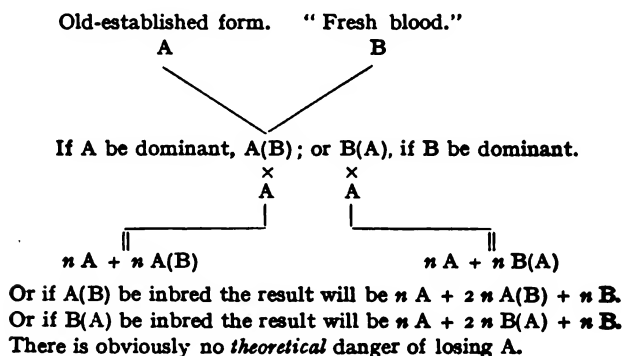 Old-established form. “ Fresh blood.”
A B
If A be dominant, A(B) ; or B(A), if B be dominant.
× ×
A A
n A + n A(B) n A + n B(A)
Or if A(B) be inbred the result will be n A + 2 n A(B) + n B.
Or if B(A) be inbred the result will be n A + 2 n B(A) + n B.
There is obviously no theoretical danger of losing A.